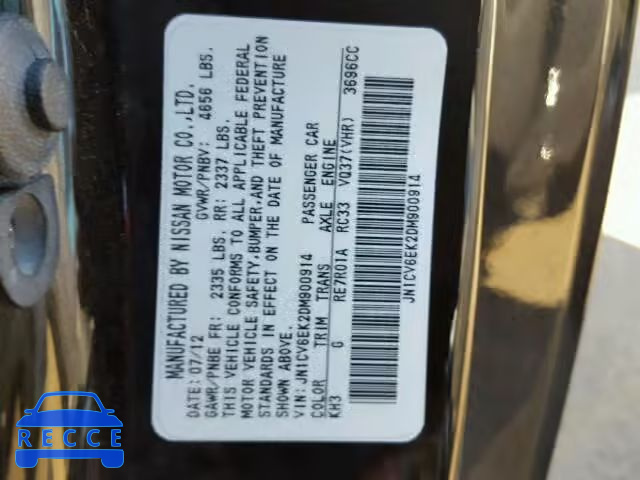 MANUFACTURED BY NISSAN MOTOR CO.,LTD.
DATE: 07/12 GVWR/PNBV: 4656 LBS.
GAWR/PNBE FR: 2335 LBS. RR: 2337 LBS.
THIS VEHICLE CONFORMS TO ALL APPLICABLE FEDERAL
MOTOR VEHICLE SAFETY,BUMPER,AND THEFT PREVENTION
STANDARDS IN EFFECT ON THE DATE OF MANUFACTURE
SHOWN ABOVE.
VIN:JN1CV6EK2DM900914 PASSENGER CAR
COLOR TRIM TRANS AXLE ENGINE
KH3 G RE7R01A RC33 VQ37(VHR) 3696CC
JN1CV6EK2DM900914
RECCE